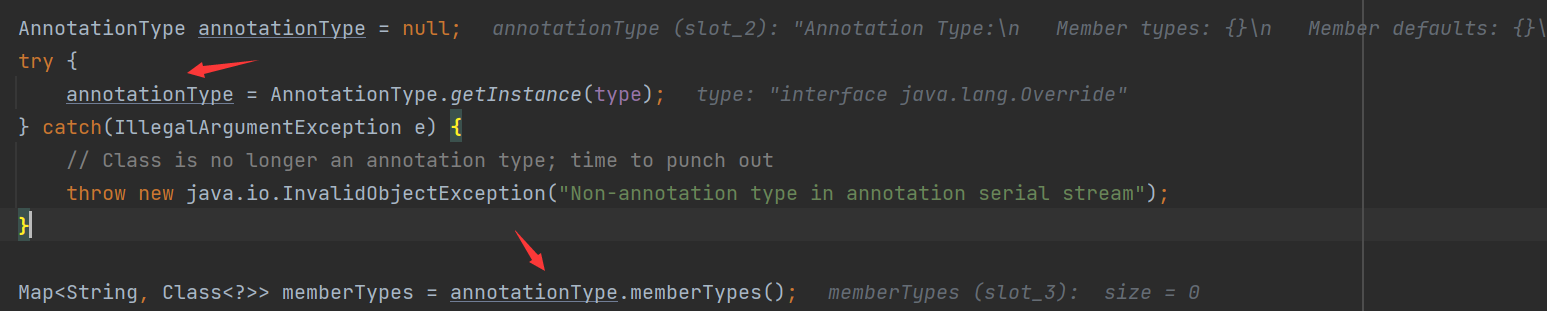 AnnotationType annotationType = null;   annotationType (slot_2): "Annotation Type:\n   Member types: {}\n   Member defaults: {}\
try {
    annotationType = AnnotationType.getInstance(type);   type: "interface java.lang.Override"
} catch(IllegalArgumentException e) {
    // Class is no longer an annotation type; time to punch out
    throw new java.io.InvalidObjectException("Non-annotation type in annotation serial stream");
}
Map<String, Class<?>> memberTypes = annotationType.memberTypes();   memberTypes (slot_3):  size = 0